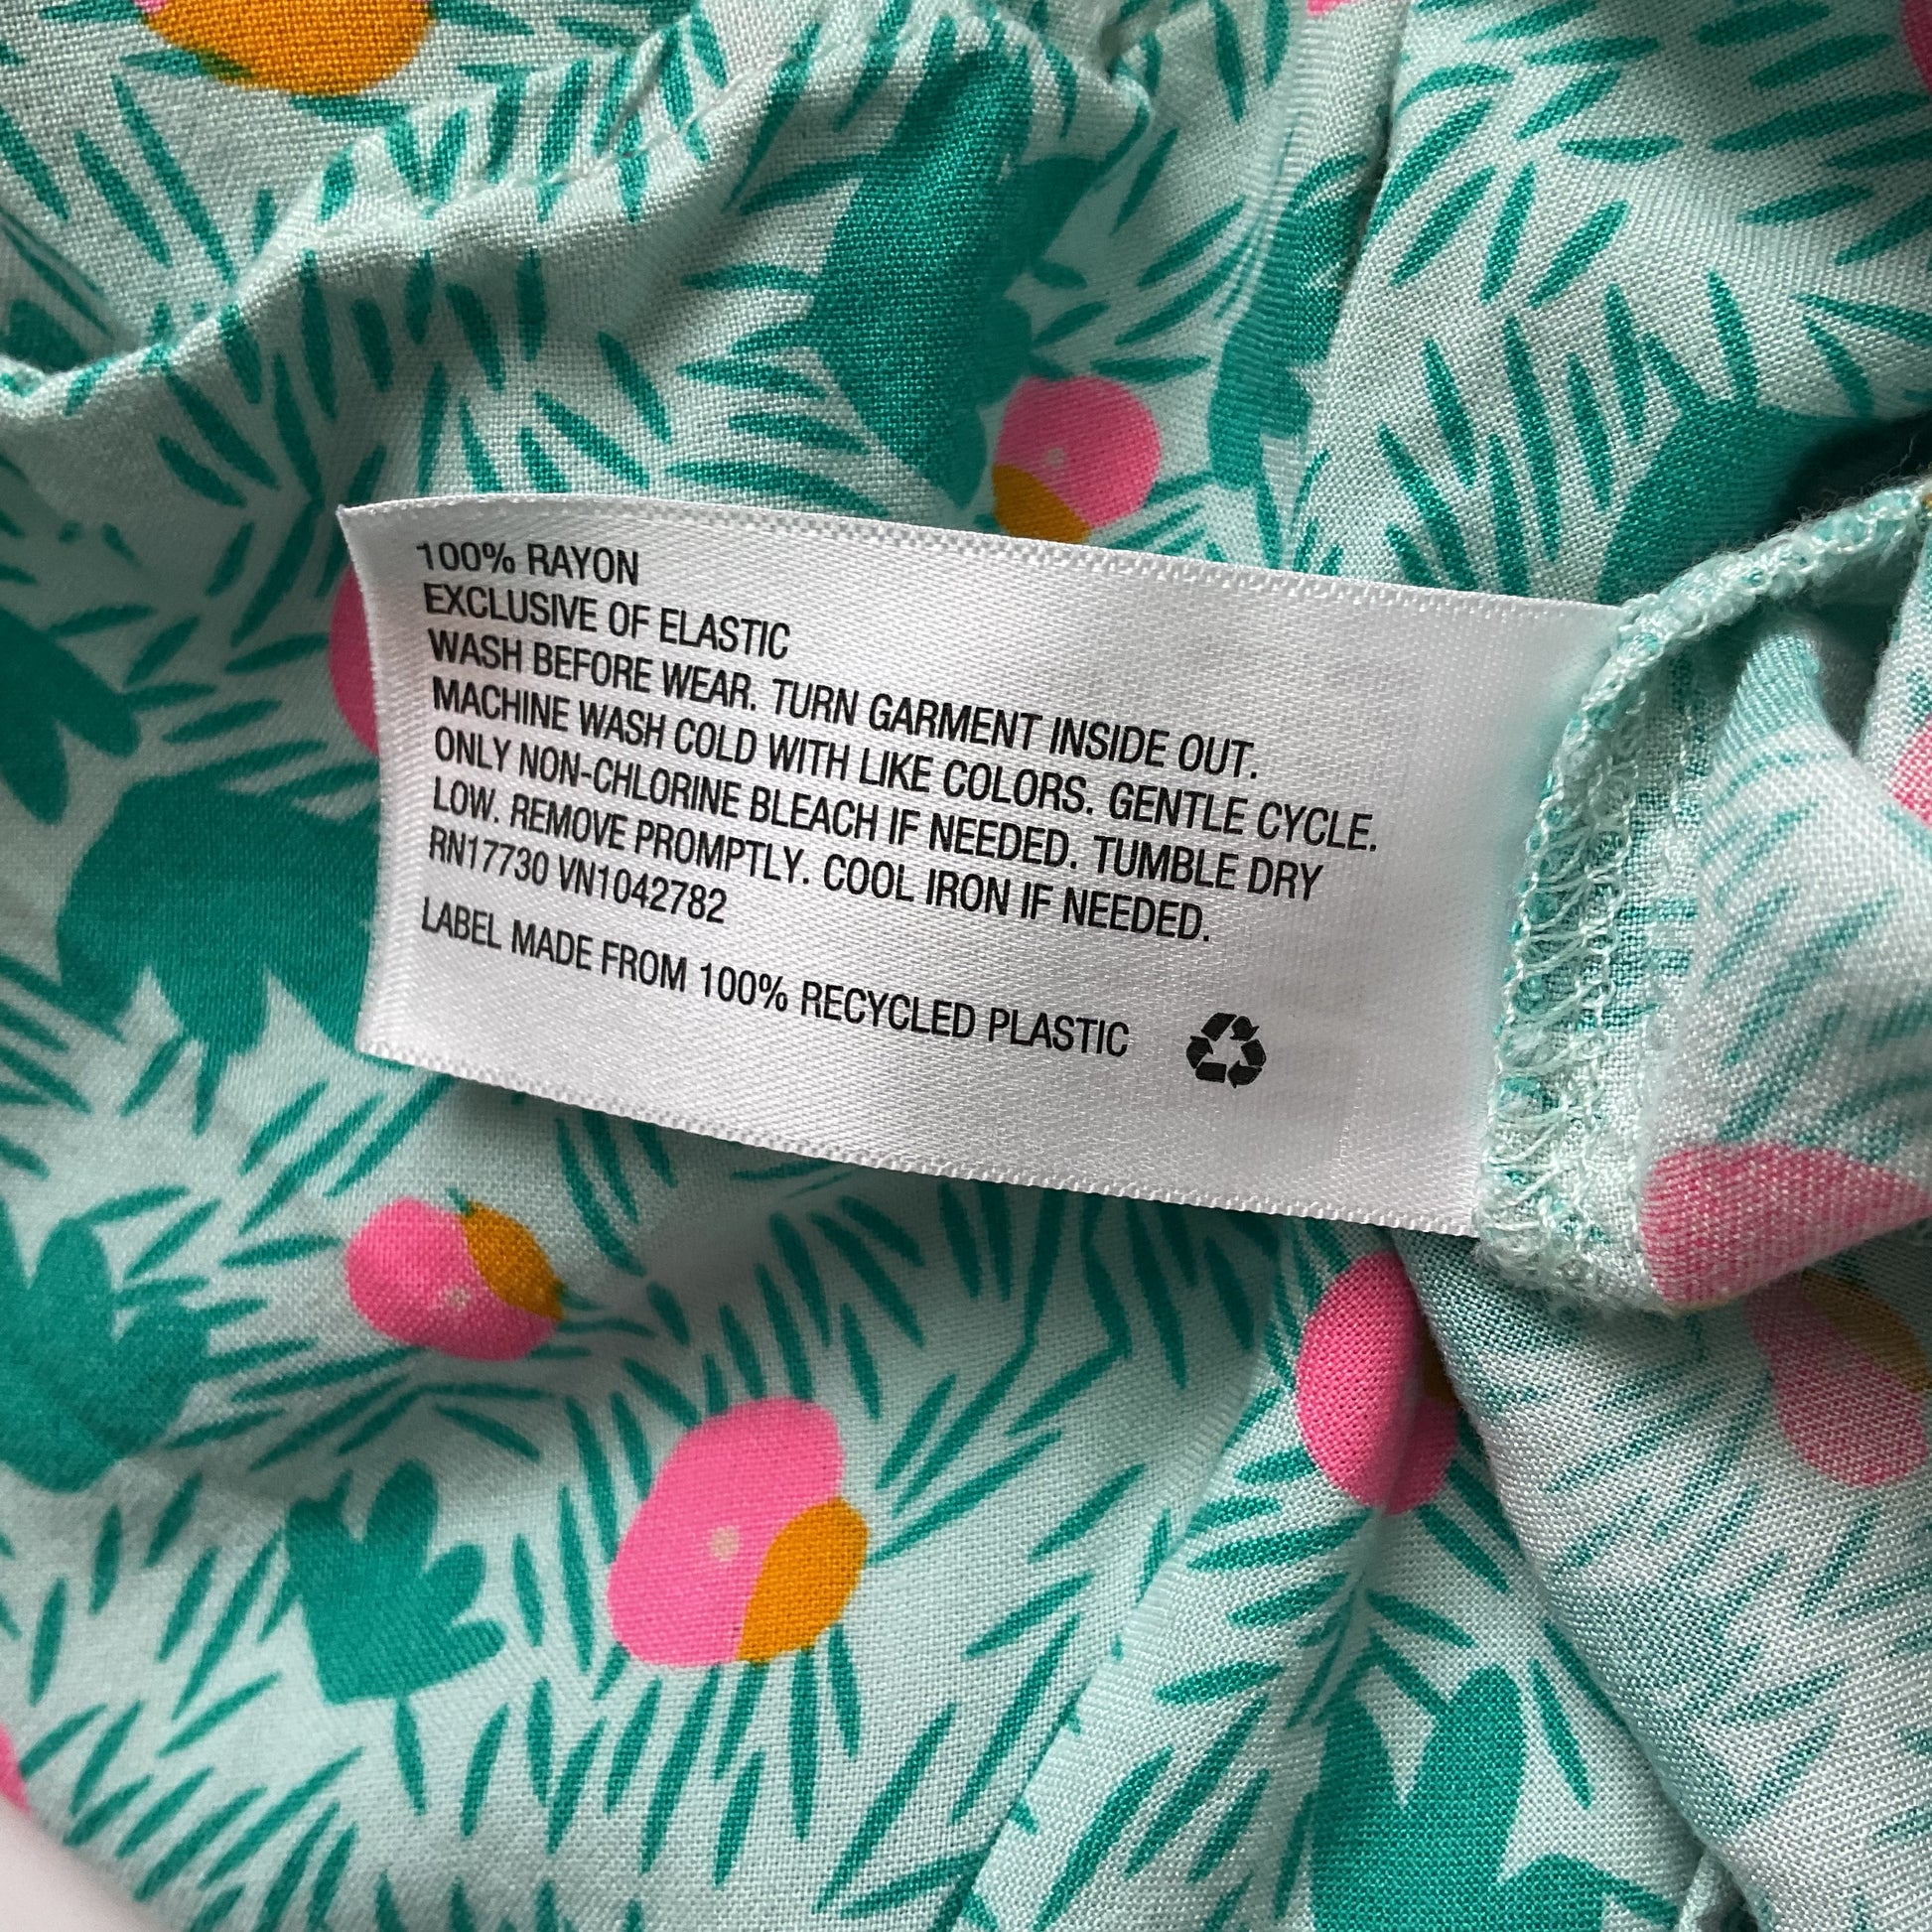 100% RAYON
EXCLUSIVE OF ELASTIC
WASH BEFORE WEAR. TURN GARMENT INSIDE OUT.
MACHINE WASH COLD WITH LIKE COLORS. GENTLE CYCLE.
ONLY NON-CHLORINE BLEACH IF NEEDED. TUMBLE DRY
LOW. REMOVE PROMPTLY. COOL IRON IF NEEDED.
RN17730 VN1042782
LABEL MADE FROM 100% RECYCLED PLASTIC